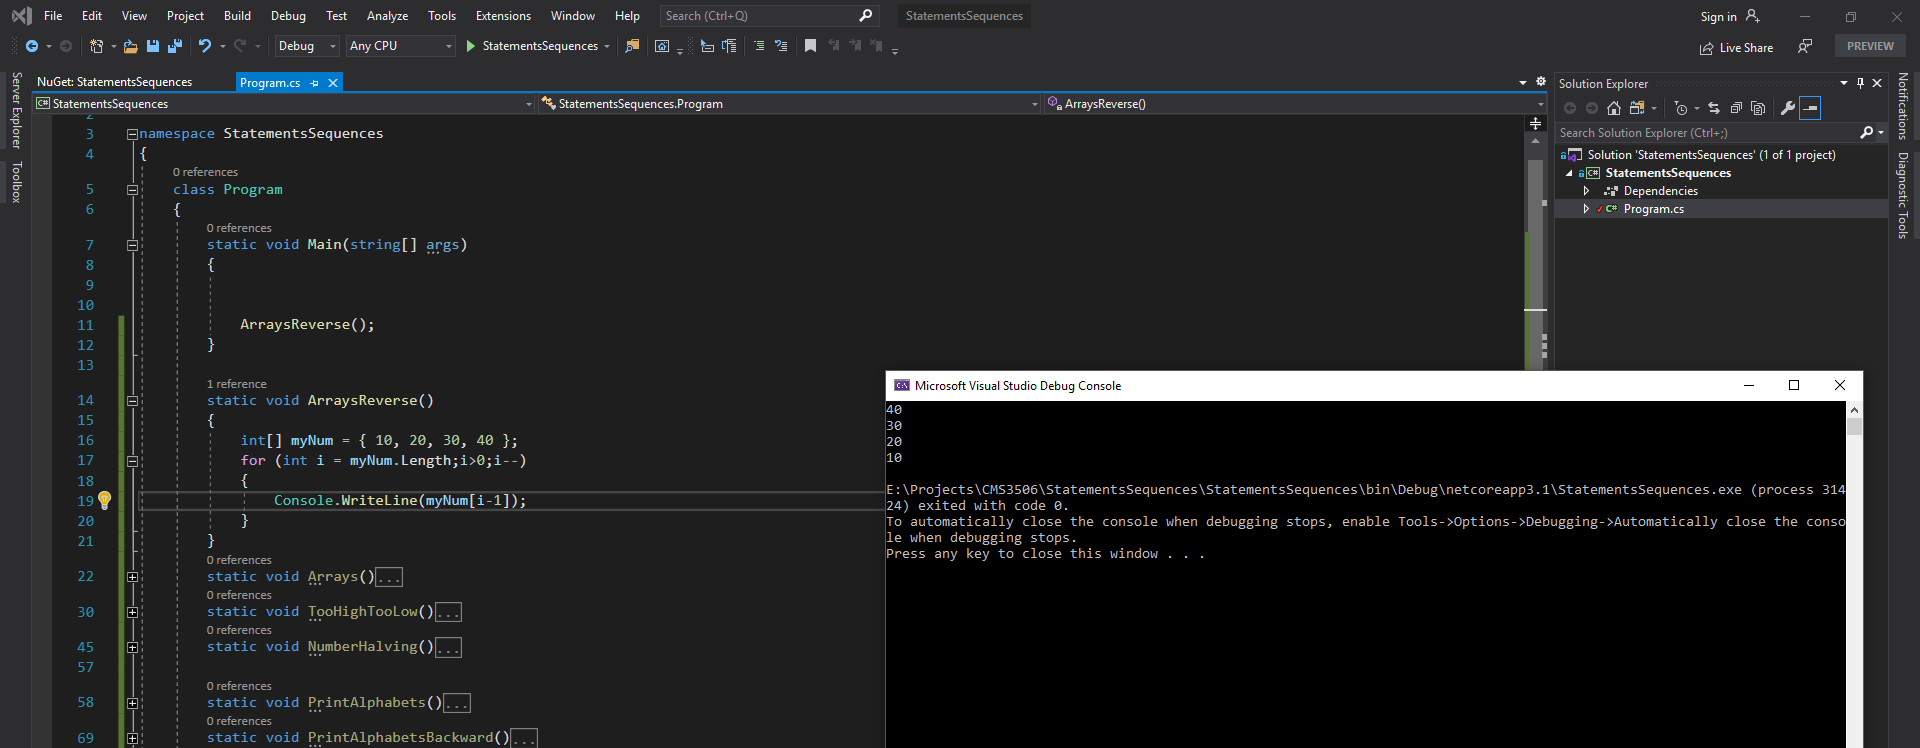 File Edit View Project Build Debug Test Analyze Tools Extensions Window Help Search (Ctrl+Q) StatementsSequences Sign in
Debug Any CPU StatementsSequences Live Share PREVIEW
Server Explorer
Toolbox
NuGet: StatementsSequences Program.cs
StatementsSequences StatementsSequences.Program ArraysReverse()
2
3 namespace StatementsSequences
4 {
0 references
5 class Program
6 {
0 references
7 static void Main(string[] args)
8 {
9
10
11 ArraysReverse();
12 }
13
1 reference
14 static void ArraysReverse()
15 {
16 int[] myNum = { 10, 20, 30, 40 };
17 for (int i = myNum.Length;i>0;i--)
18 {
19 Console.WriteLine(myNum[i-1]);
20 }
21 }
0 references
22 static void Arrays()...
0 references
30 static void TooHighTooLow()...
0 references
45 static void NumberHalving()...
57
0 references
58 static void PrintAlphabets()...
0 references
69 static void PrintAlphabetsBackward()...
Solution Explorer
Search Solution Explorer (Ctrl+;)
Solution 'StatementsSequences' (1 of 1 project)
C# StatementsSequences
Dependencies
C# Program.cs
Notifications
Diagnostic Tools
Microsoft Visual Studio Debug Console
40
30
20
10
E:\Projects\CMS3506\StatementsSequences\StatementsSequences\bin\Debug\netcoreapp3.1\StatementsSequences.exe (process 314
24) exited with code 0.
To automatically close the console when debugging stops, enable Tools->Options->Debugging->Automatically close the conso
le when debugging stops.
Press any key to close this window . . .